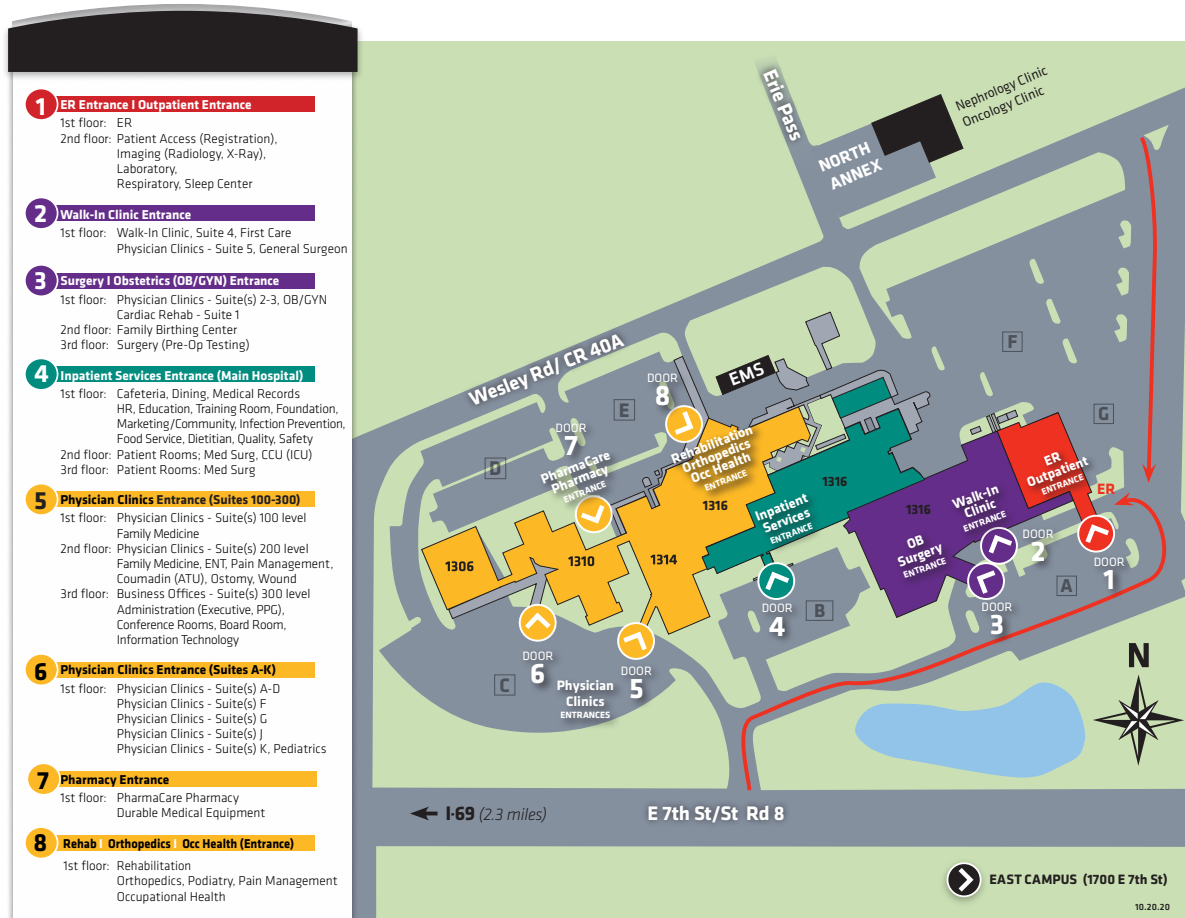 1
ER Entrance I Outpatient Entrance
1st floor: ER
2nd floor: Patient Access (Registration),
Imaging (Radiology, X-Ray),
Laboratory,
Respiratory, Sleep Center
2
Walk-In Clinic Entrance
1st floor: Walk-In Clinic, Suite 4, First Care
Physician Clinics - Suite 5, General Surgeon
3
Surgery I Obstetrics (OB/GYN) Entrance
1st floor: Physician Clinics - Suite(s) 2-3, OB/GYN
Cardiac Rehab - Suite 1
2nd floor: Family Birthing Center
3rd floor: Surgery (Pre-Op Testing)
4
Inpatient Services Entrance (Main Hospital)
1st floor: Cafeteria, Dining, Medical Records
HR, Education, Training Room, Foundation,
Marketing/Community, Infection Prevention,
Food Service, Dietitian, Quality, Safety
2nd floor: Patient Rooms; Med Surg, CCU (ICU)
3rd floor: Patient Rooms: Med Surg
5
Physician Clinics Entrance (Suites 100-300)
1st floor: Physician Clinics - Suite(s) 100 level
Family Medicine
2nd floor: Physician Clinics - Suite(s) 200 level
Family Medicine, ENT, Pain Management,
Coumadin (ATU), Ostomy, Wound
3rd floor: Business Offices - Suite(s) 300 level
Administration (Executive, PPG),
Conference Rooms, Board Room,
Information Technology
6
Physician Clinics Entrance (Suites A-K)
1st floor: Physician Clinics - Suite(s) A-D
Physician Clinics - Suite(s) F
Physician Clinics - Suite(s) G
Physician Clinics - Suite(s) J
Physician Clinics - Suite(s) K, Pediatrics
7
Pharmacy Entrance
1st floor: PharmaCare Pharmacy
Durable Medical Equipment
8
Rehab I Orthopedics I Occ Health (Entrance)
1st floor: Rehabilitation
Orthopedics, Podiatry, Pain Management
Occupational Health
Erie Pass
Nephrology Clinic
Oncology Clinic
NORTH
ANNEX
Wesley Rd/ CR 40A
EMS
F
G
E
D
DOOR
8
DOOR
7
PharmaCare
Pharmacy
ENTRANCE
Rehabilitation
Orthopedics
Occ Health
ENTRANCE
1316
1316
1316
Inpatient
Services
ENTRANCE
ER
Outpatient
ENTRANCE
ER
Walk-In
Clinic
ENTRANCE
OB
Surgery
ENTRANCE
1306
1310
1314
DOOR
2
DOOR
1
A
B
DOOR
4
DOOR
3
DOOR
6
DOOR
5
C
Physician
Clinics
ENTRANCES
N
I-69 (2.3 miles)
E 7th St/St Rd 8
EAST CAMPUS (1700 E 7th St)
10.20.20